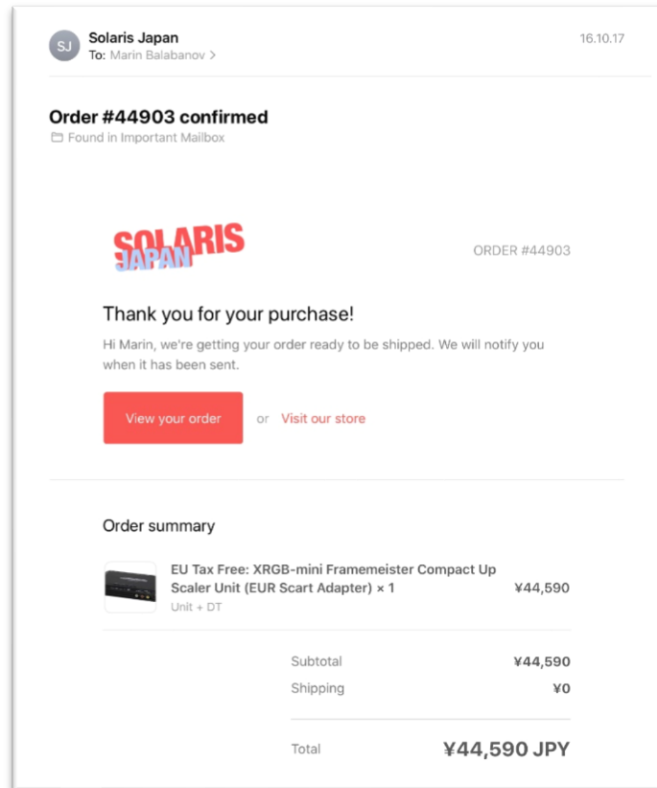 SJ
Solaris Japan
16.10.17
To: Marin Balabanov >
Order #44903 confirmed
Found in Important Mailbox
SOLARIS
JAPAN
ORDER #44903
Thank you for your purchase!
Hi Marin, we're getting your order ready to be shipped. We will notify you
when it has been sent.
View your order or Visit our store
Order summary
EU Tax Free: XRGB-mini Framemeister Compact Up
Scaler Unit (EUR Scart Adapter) × 1 ¥44,590
Unit + DT
Subtotal ¥44,590
Shipping ¥0
Total ¥44,590 JPY